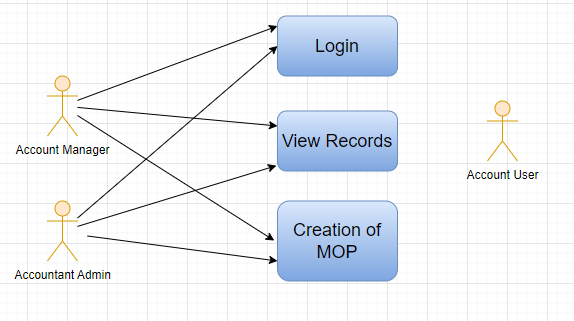 Login
View Records
Account Manager
Account User
Creation of
MOP
Accountant Admin